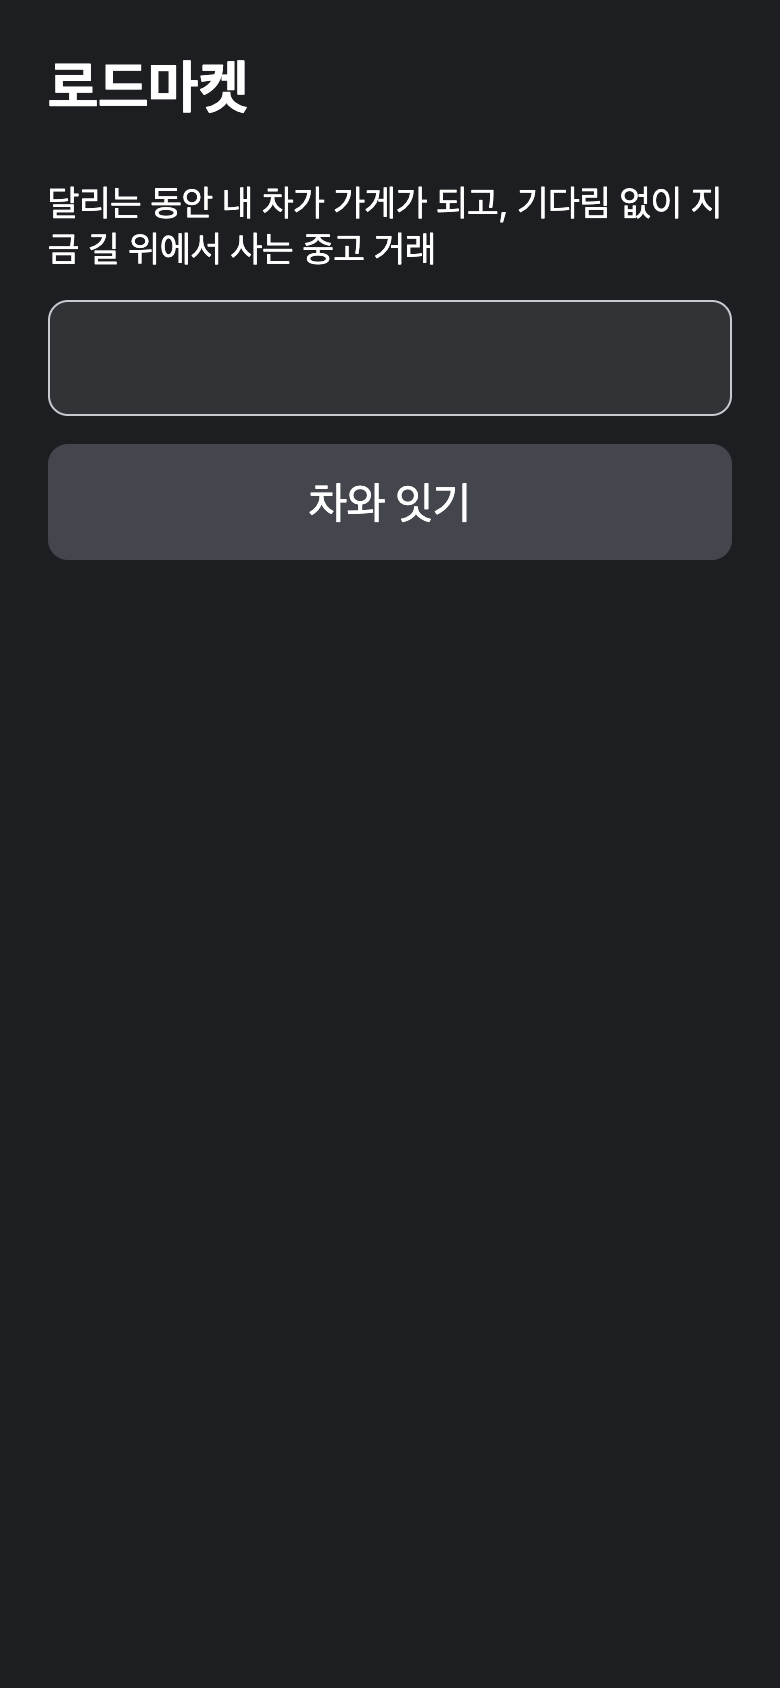 로드마켓
달리는 동안 내 차가 가게가 되고, 기다림 없이 지
금 길 위에서 사는 중고 거래
차와 잇기